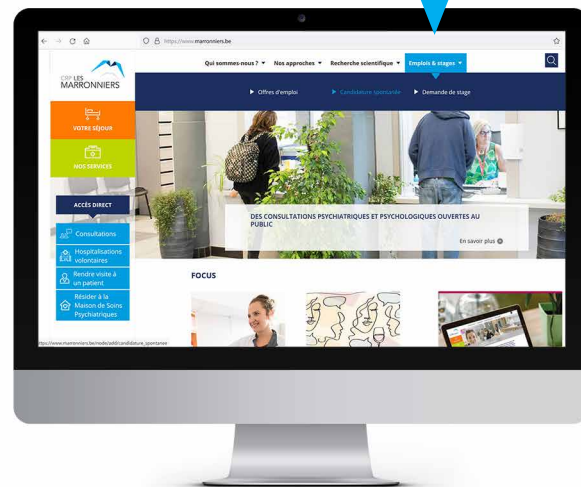 https://www.marronniers.be
CRP LES
MARRONNIERS
Qui sommes-nous ? Nos approches Recherche scientifique Emplois & stages
Offres d'emploi Candidature spontanée Demande de stage
VOTRE SÉJOUR
NOS SERVICES
ACCÈS DIRECT
Consultations
Hospitalisations
volontaires
Rendre visite à
un patient
Résider à la
Maison de Soins
Psychiatriques
DES CONSULTATIONS PSYCHIATRIQUES ET PSYCHOLOGIQUES OUVERTES AU
PUBLIC
En savoir plus
FOCUS
https://www.marronniers.be/node/add/candidature_spontanee